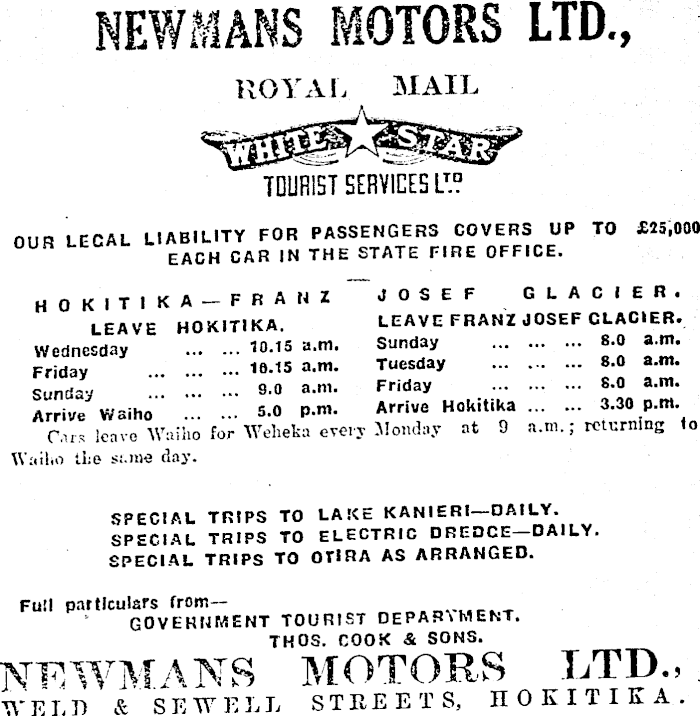 NEWMANS MOTORS LTD.,
ROYAL MAIL
WHITE STAR
TOURIST SERVICES LTD.
OUR LEGAL LIABILITY FOR PASSENGERS COVERS UP TO £25,000
EACH CAR IN THE STATE FIRE OFFICE.
HOKITIKA—FRANZ JOSEF GLACIER.
LEAVE HOKITIKA.
Wednesday ... ... 10.15 a.m.
Friday ... ... ... 10.15 a.m.
Sunday ... ... ... 9.0 a.m.
Arrive Waiho ... ... 5.0 p.m.
LEAVE FRANZ JOSEF GLACIER.
Sunday ... ... ... 8.0 a.m.
Tuesday ... ... ... 8.0 a.m.
Friday ... ... ... 8.0 a.m.
Arrive Hokitika ... ... 3.30 p.m.
Cars leave Waiho for Weheka every Monday at 9 a.m.; returning to
Waiho the same day.
SPECIAL TRIPS TO LAKE KANIERI—DAILY.
SPECIAL TRIPS TO ELECTRIC DREDGE—DAILY.
SPECIAL TRIPS TO OTIRA AS ARRANGED.
Full particulars from—
GOVERNMENT TOURIST DEPARTMENT.
THOS. COOK & SONS.
NEWMANS MOTORS LTD.,
WELD & SEWELL STREETS, HOKITIKA.